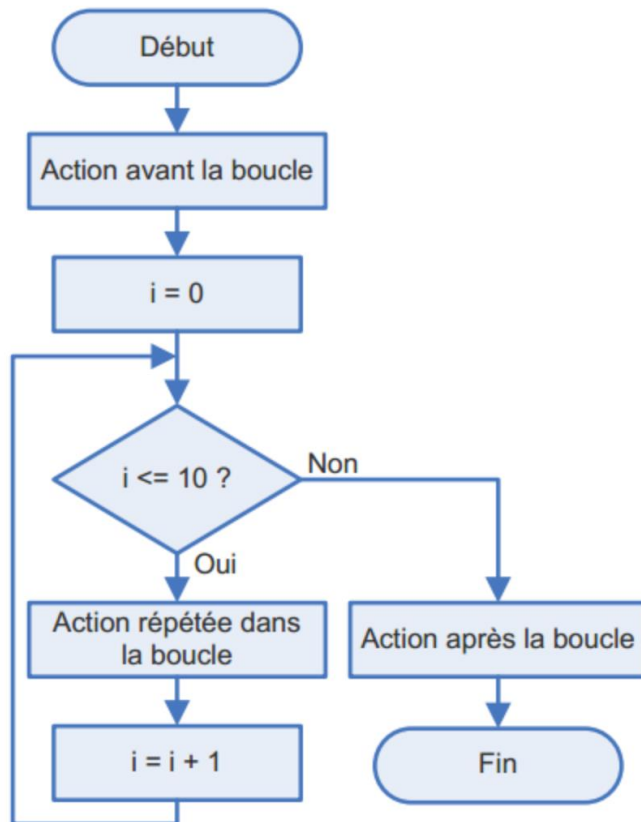 Début
Action avant la boucle
i = 0
i <= 10 ?
Non
Oui
Action répétée dans
la boucle
Action après la boucle
i = i + 1
Fin